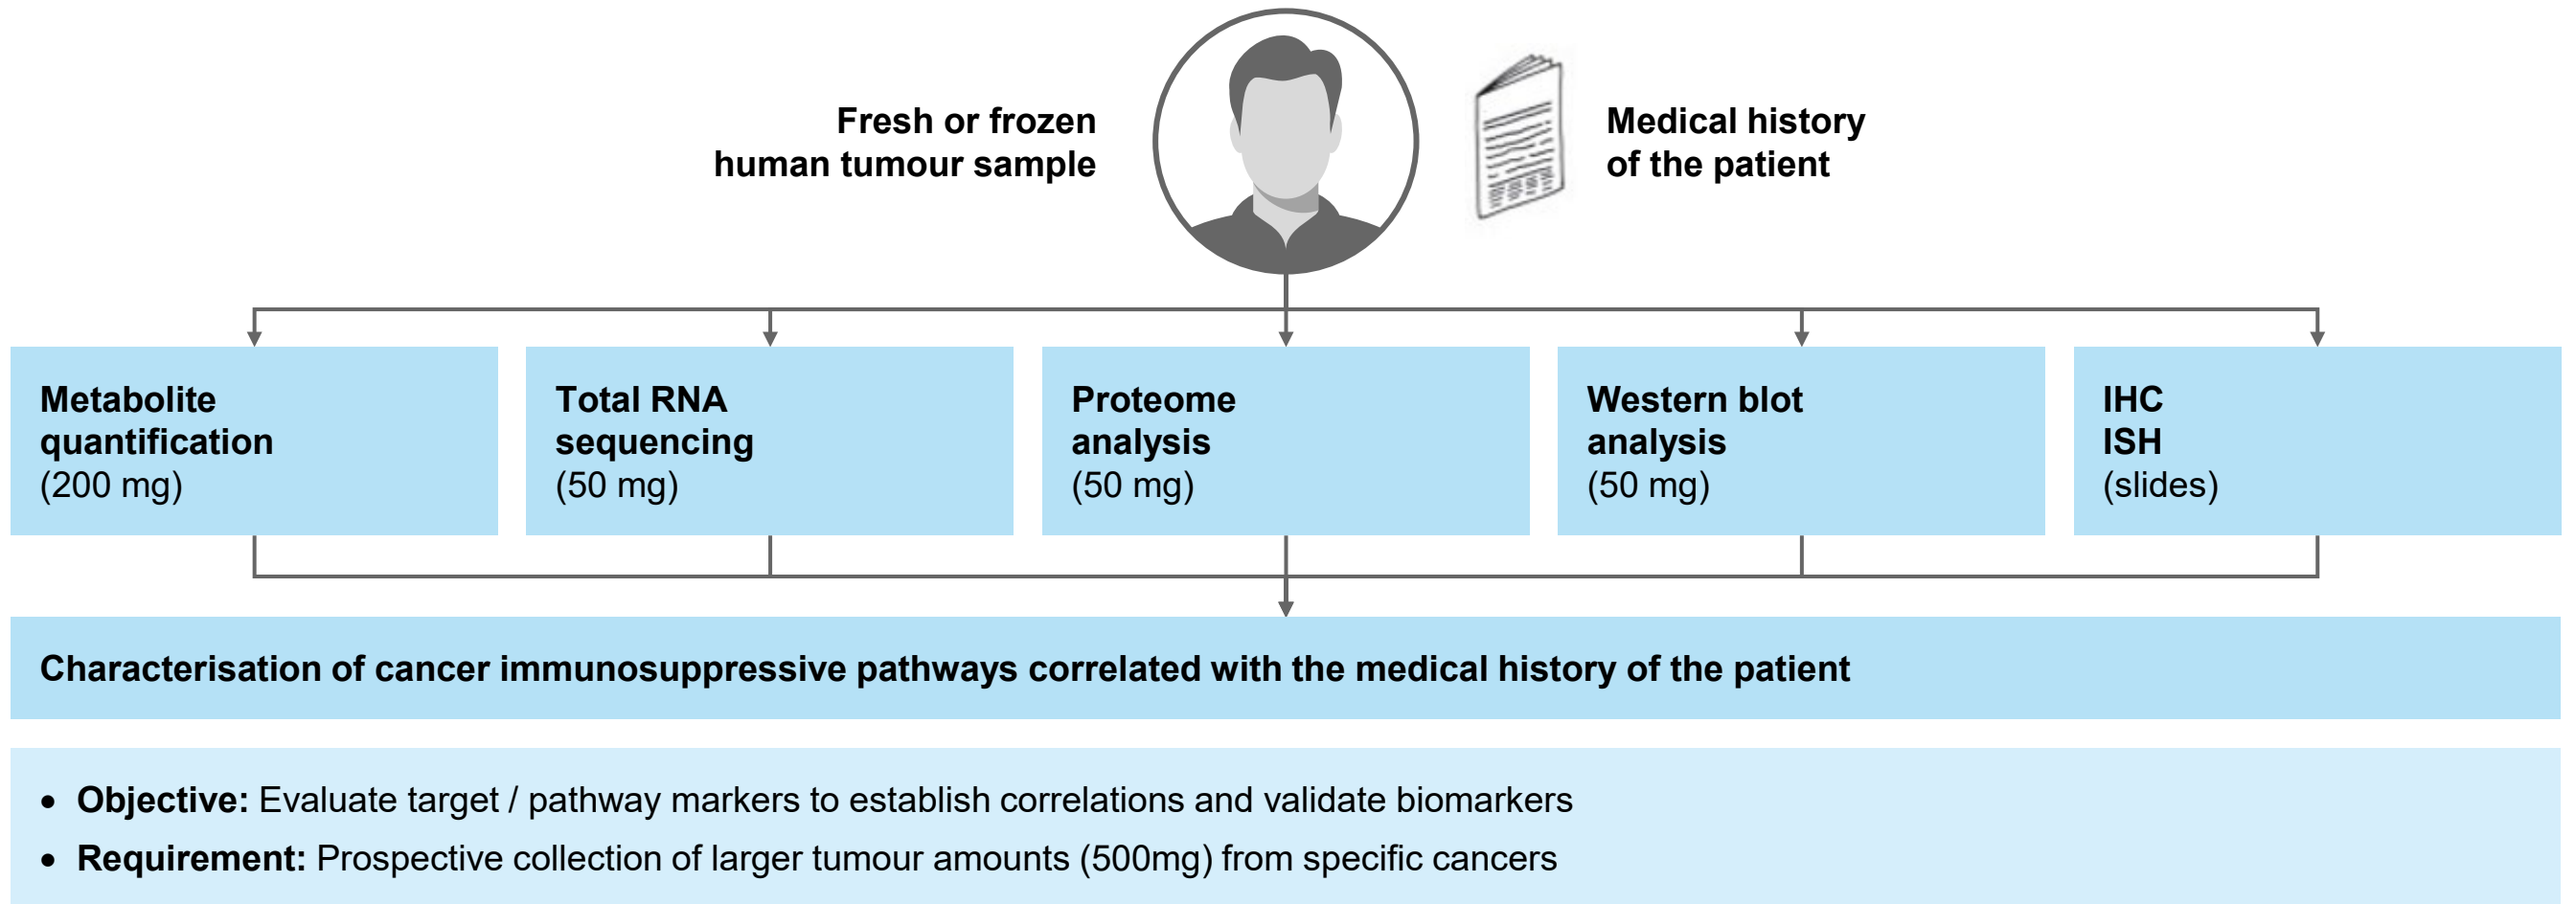 Fresh or frozen
human tumour sample
Medical history
of the patient
Metabolite
quantification
(200 mg)
Total RNA
sequencing
(50 mg)
Proteome
analysis
(50 mg)
Western blot
analysis
(50 mg)
IHC
ISH
(slides)
Characterisation of cancer immunosuppressive pathways correlated with the medical history of the patient
• Objective: Evaluate target / pathway markers to establish correlations and validate biomarkers
• Requirement: Prospective collection of larger tumour amounts (500mg) from specific cancers